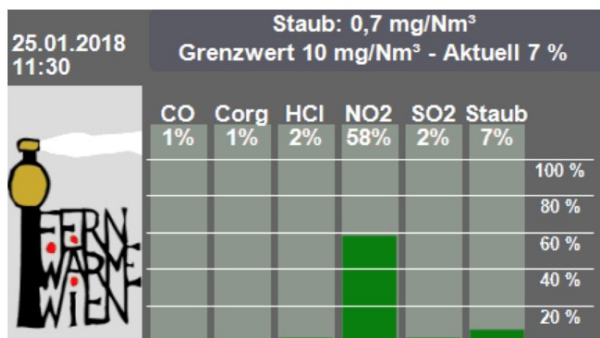 25.01.2018
11:30
Staub: 0,7 mg/Nm³
Grenzwert 10 mg/Nm³ - Aktuell 7 %
CO Corg HCl NO2 SO2 Staub
1% 1% 2% 58% 2% 7%
100 %
80 %
60 %
40 %
20 %
FERN
WÄRME
WIEN